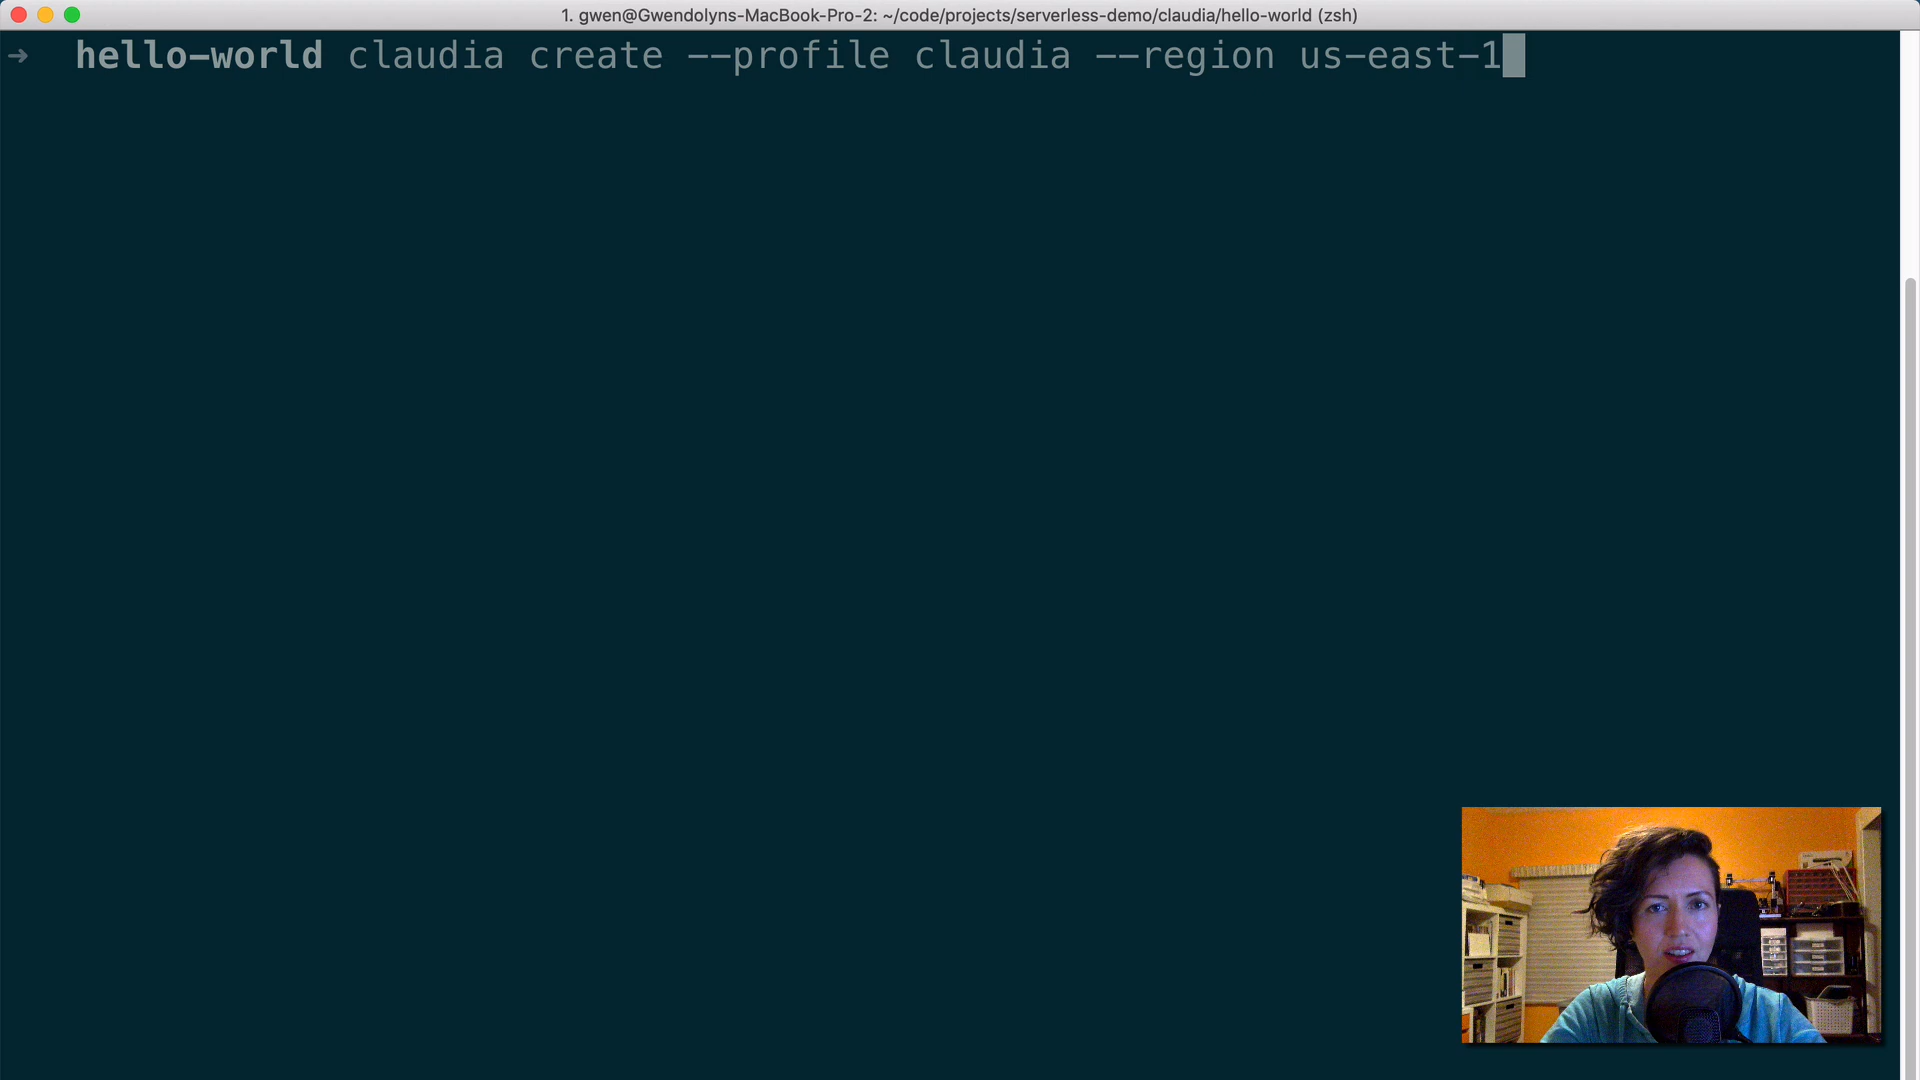 1. gwen@Gwendolyns-MacBook-Pro-2: ~/code/projects/serverless-demo/claudia/hello-world (zsh)
➜ hello-world claudia create --profile claudia --region us-east-1